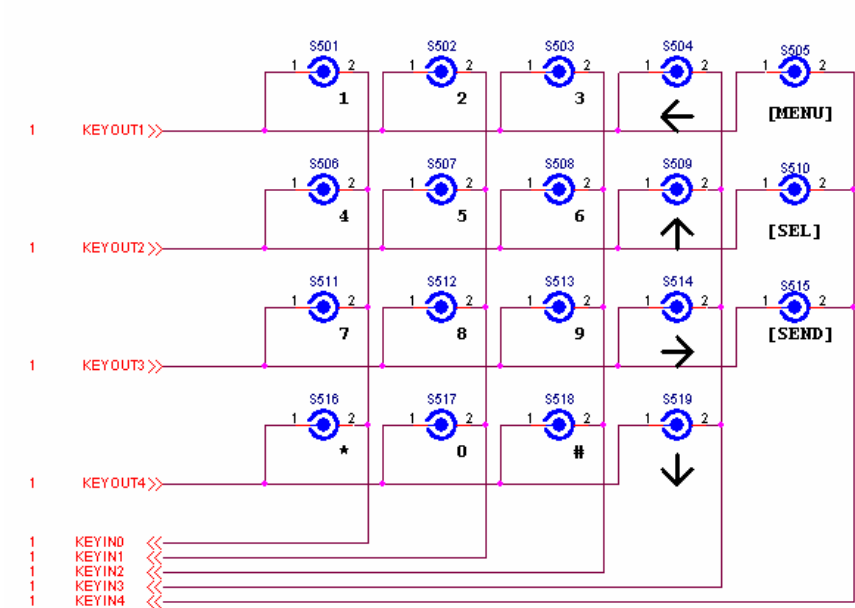 S501 S502 S503 S504 S505
1 2 1 2 1 2 1 2 1 2
1 2 3 ← [MENU]
1 KEYOUT1
S506 S507 S508 S509 S510
1 2 1 2 1 2 1 2 1 2
4 5 6 ↑ [SEL]
1 KEYOUT2
S511 S512 S513 S514 S515
1 2 1 2 1 2 1 2 1 2
7 8 9 → [SEND]
1 KEYOUT3
S516 S517 S518 S519
1 2 1 2 1 2 1 2
* 0 # ↓
1 KEYOUT4
1 KEYIN0
1 KEYIN1
1 KEYIN2
1 KEYIN3
1 KEYIN4